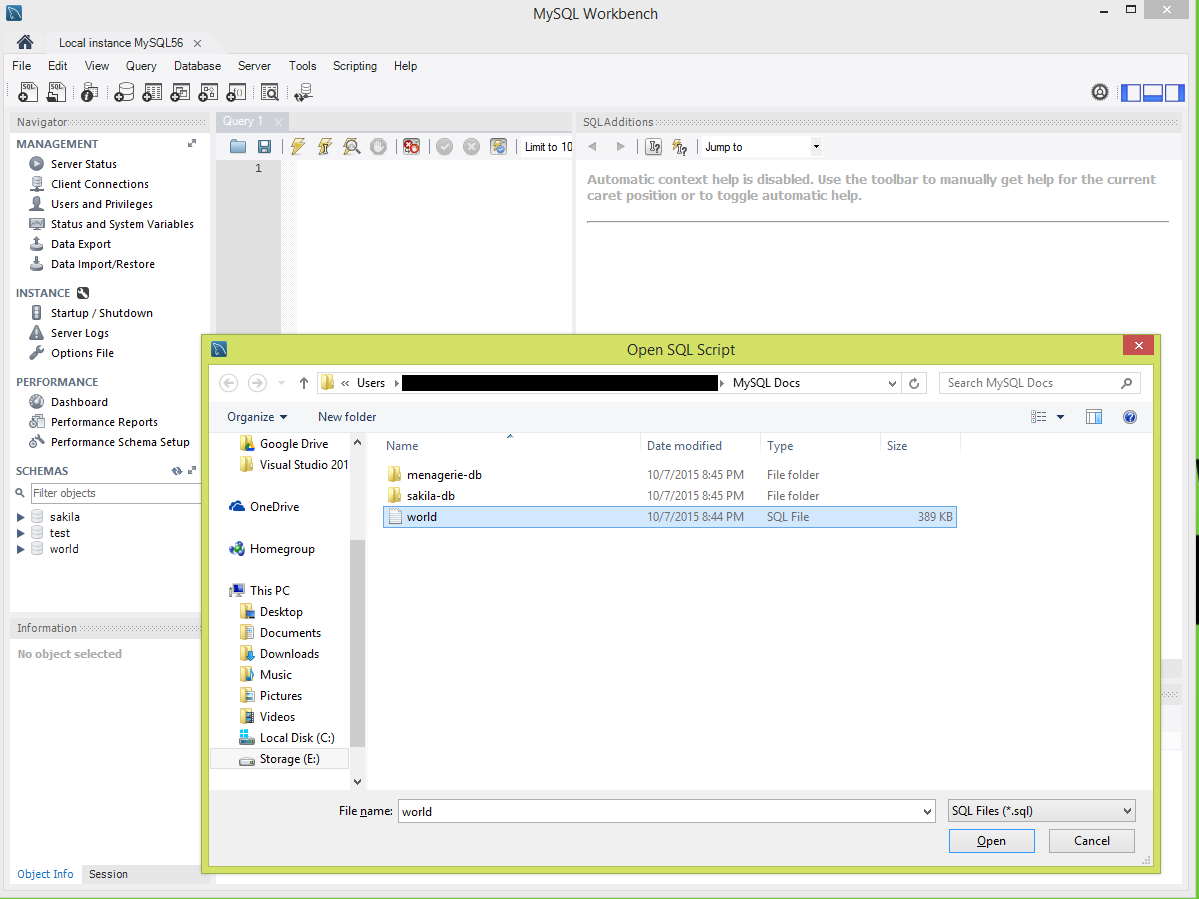 MySQL Workbench
Local instance MySQL56
File Edit View Query Database Server Tools Scripting Help
Navigator
MANAGEMENT
Server Status
Client Connections
Users and Privileges
Status and System Variables
Data Export
Data Import/Restore
INSTANCE
Startup / Shutdown
Server Logs
Options File
PERFORMANCE
Dashboard
Performance Reports
Performance Schema Setup
SCHEMAS
Filter objects
sakila
test
world
Information
No object selected
Object Info Session
Query 1
Limit to 10
1
SQLAdditions
Jump to
Automatic context help is disabled. Use the toolbar to manually get help for the current
caret position or to toggle automatic help.
Open SQL Script
« Users MySQL Docs
Search MySQL Docs
Organize New folder
Google Drive
Visual Studio 201
OneDrive
Homegroup
This PC
Desktop
Documents
Downloads
Music
Pictures
Videos
Local Disk (C:)
Storage (E:)
Name Date modified Type Size
menagerie-db 10/7/2015 8:45 PM File folder
sakila-db 10/7/2015 8:45 PM File folder
world 10/7/2015 8:44 PM SQL File 389 KB
File name: world SQL Files (*.sql)
Open Cancel